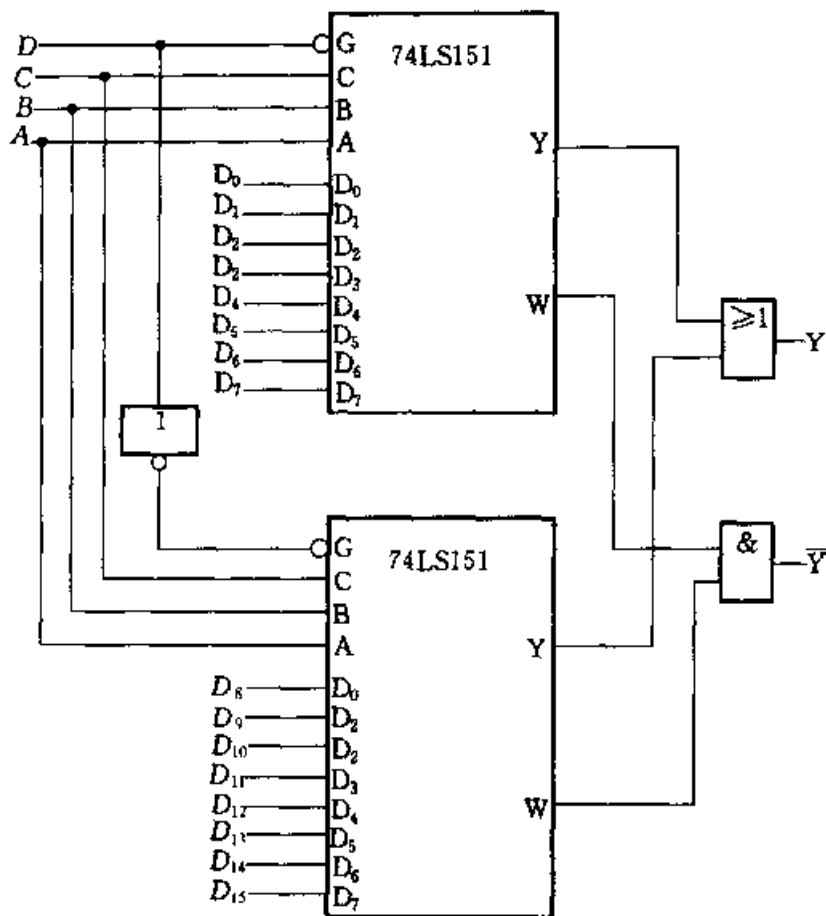 D
G
74LS151
C
C
B
B
A
A
Y
D₀ D₀
D₁ D₁
D₂ D₂
D₂ D₃
W
D₄ D₄
≥1
Y
D₅ D₅
D₆ D₆
D₇ D₇
1
G
74LS151
&
Y̅
C
B
A
Y
D₈ D₀
D₉ D₂
D₁₀ D₂
D₁₁ D₃
D₁₂ D₄
W
D₁₃ D₅
D₁₄ D₆
D₁₅ D₇